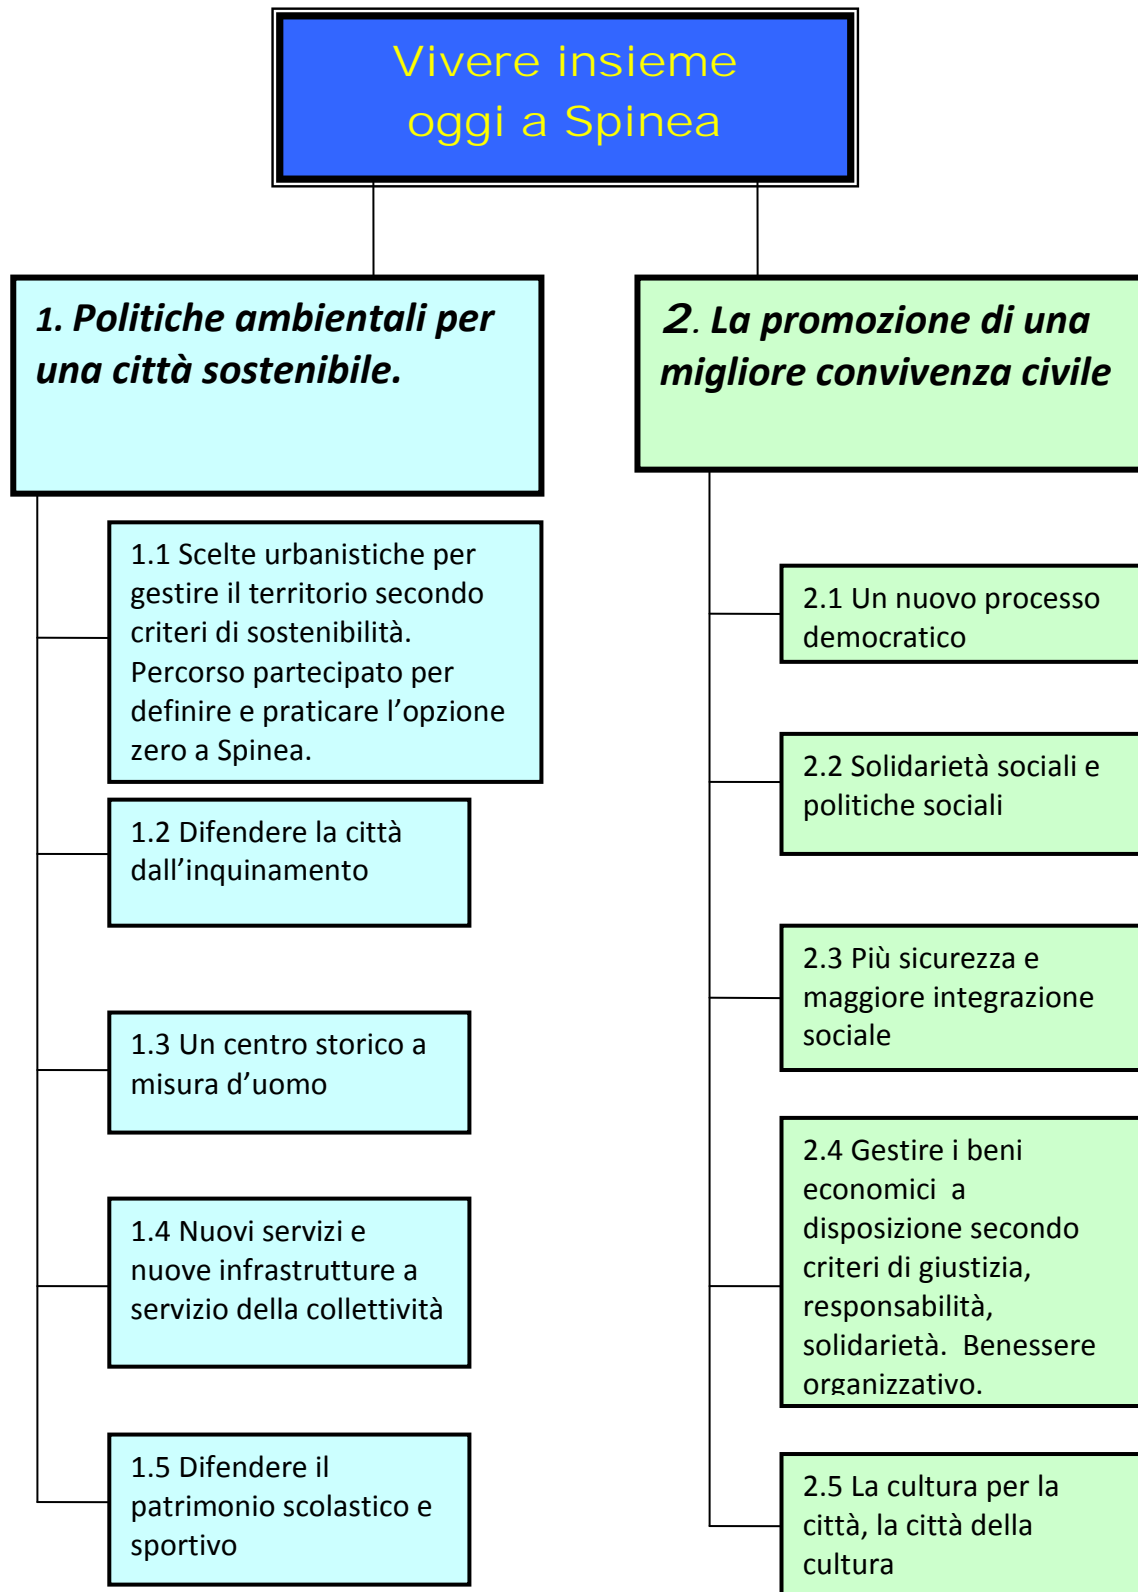 Vivere insieme
oggi a Spinea
1. Politiche ambientali per
una città sostenibile.
1.1 Scelte urbanistiche per
gestire il territorio secondo
criteri di sostenibilità.
Percorso partecipato per
definire e praticare l’opzione
zero a Spinea.
1.2 Difendere la città
dall’inquinamento
1.3 Un centro storico a
misura d’uomo
1.4 Nuovi servizi e
nuove infrastrutture a
servizio della collettività
1.5 Difendere il
patrimonio scolastico e
sportivo
2. La promozione di una
migliore convivenza civile
2.1 Un nuovo processo
democratico
2.2 Solidarietà sociali e
politiche sociali
2.3 Più sicurezza e
maggiore integrazione
sociale
2.4 Gestire i beni
economici  a
disposizione secondo
criteri di giustizia,
responsabilità,
solidarietà.  Benessere
organizzativo.
2.5 La cultura per la
città, la città della
cultura